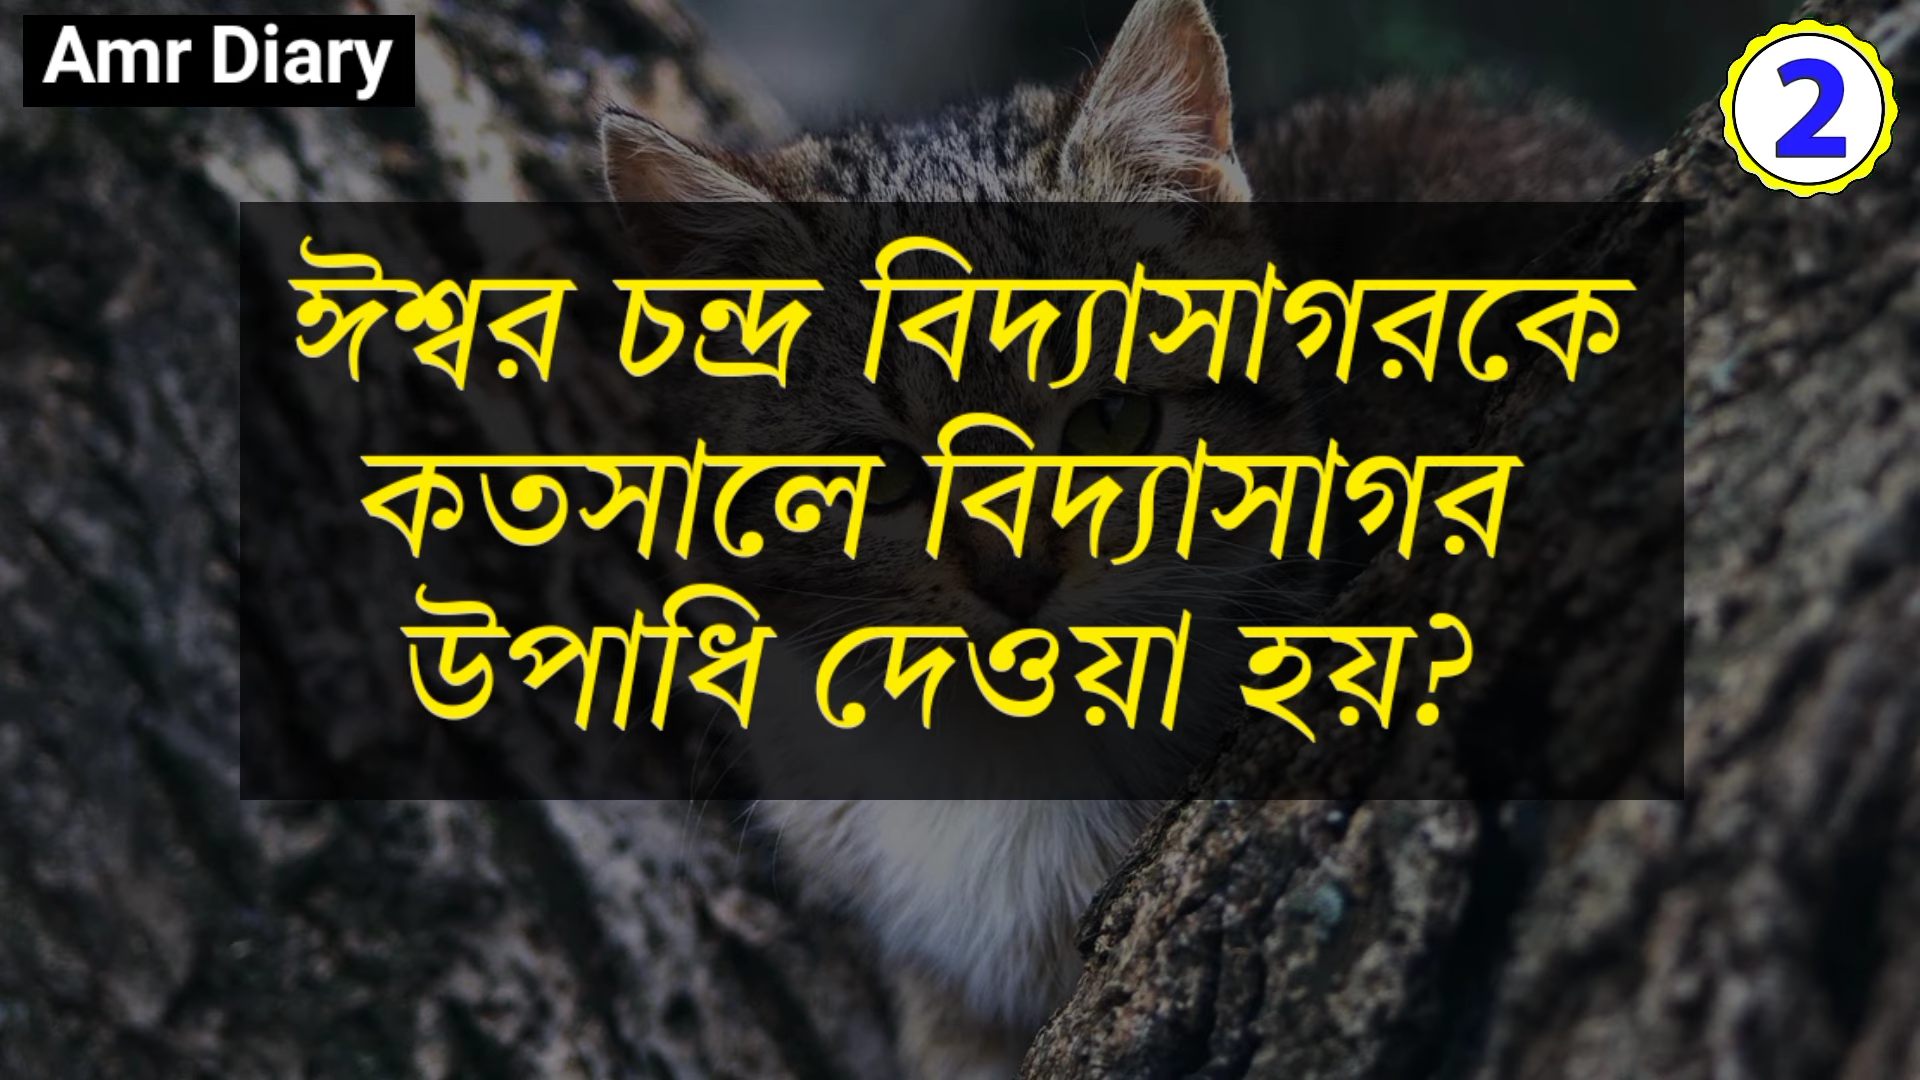 Amr Diary
2
ঈশ্বর চন্দ্র বিদ্যাসাগরকে
কতসালে বিদ্যাসাগর
উপাধি দেওয়া হয়?